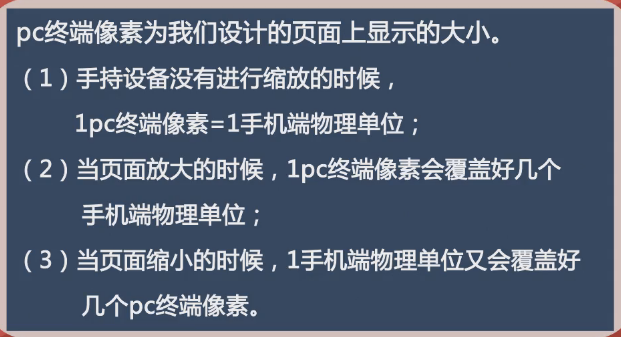 pc终端像素为我们设计的页面上显示的大小。
（1）手持设备没有进行缩放的时候，
1pc终端像素=1手机端物理单位；
（2）当页面放大的时候，1pc终端像素会覆盖好几个
手机端物理单位；
（3）当页面缩小的时候，1手机端物理单位又会覆盖好
几个pc终端像素。